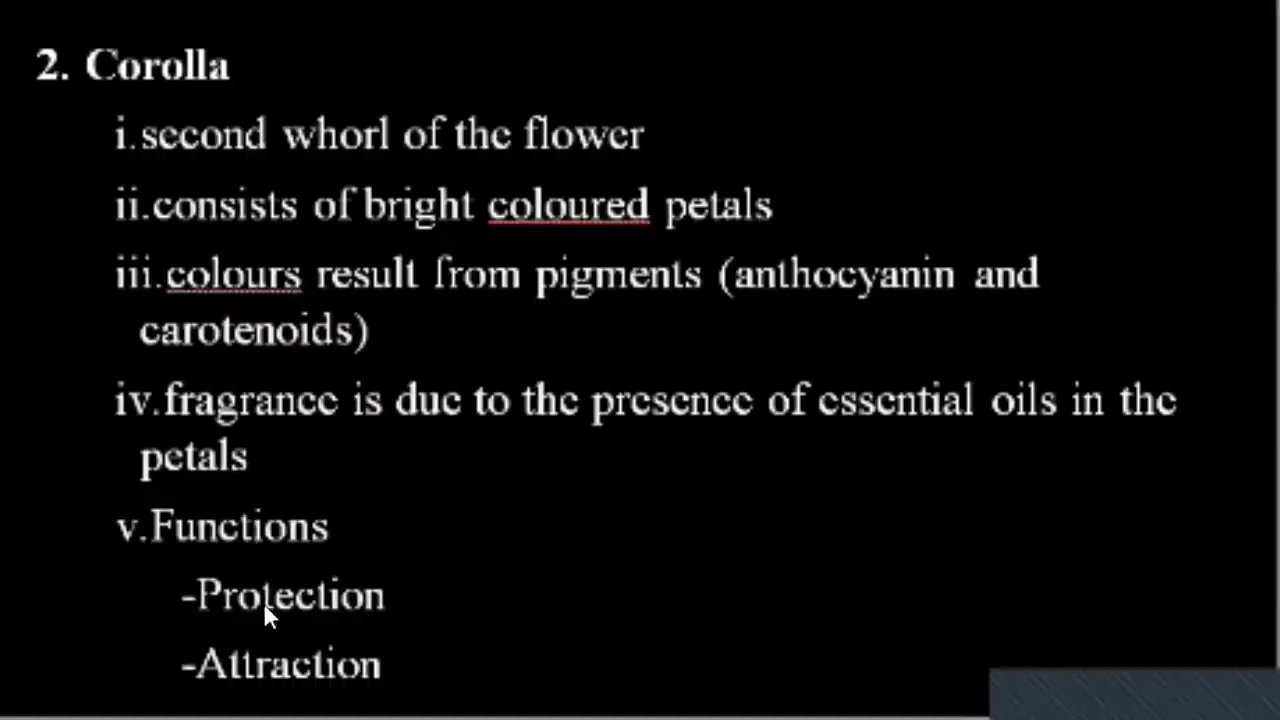 2. Corolla
i.second whorl of the flower
ii.consists of bright coloured petals
iii.colours result from pigments (anthocyanin and
carotenoids)
iv.fragrance is due to the presence of essential oils in the
petals
v.Functions
-Protection
-Attraction